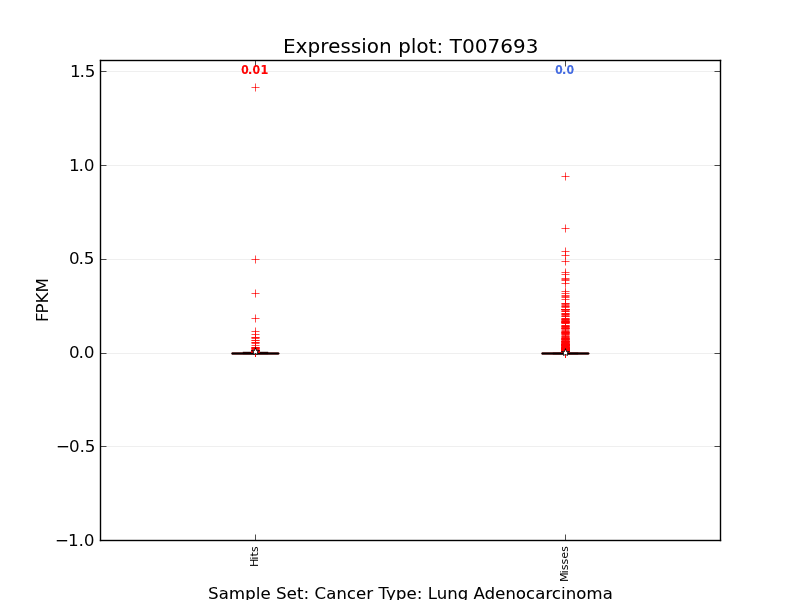 Expression plot: T007693
1.5
0.01
0.0
1.0
0.5
FPKM
0.0
−0.5
−1.0
Hits
Misses
Sample Set: Cancer Type: Lung Adenocarcinoma